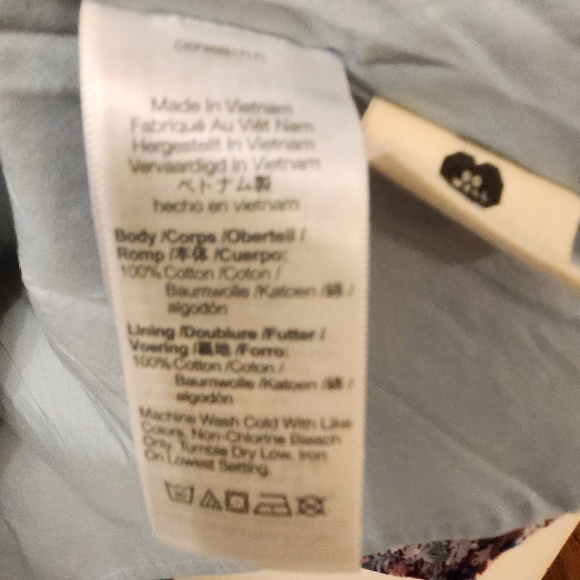 Made In Vietnam
Fabriqué Au Viêt Nam
Hergestellt In Vietnam
Vervaardigd In Vietnam
ベトナム製
hecho en vietnam
Body /Corps /Oberteil /
Romp /本体 /Cuerpo:
100% Cotton /Coton /
Baumwolle /Katoen /綿 /
algodón
Lining /Doublure /Futter /
Voering /裏地 /Forro:
100% Cotton /Coton /
Baumwolle /Katoen /綿 /
algodón
Machine Wash Cold With Like
Colors, Non-Chlorine Bleach
Only. Tumble Dry Low. Iron
On Lowest Setting.